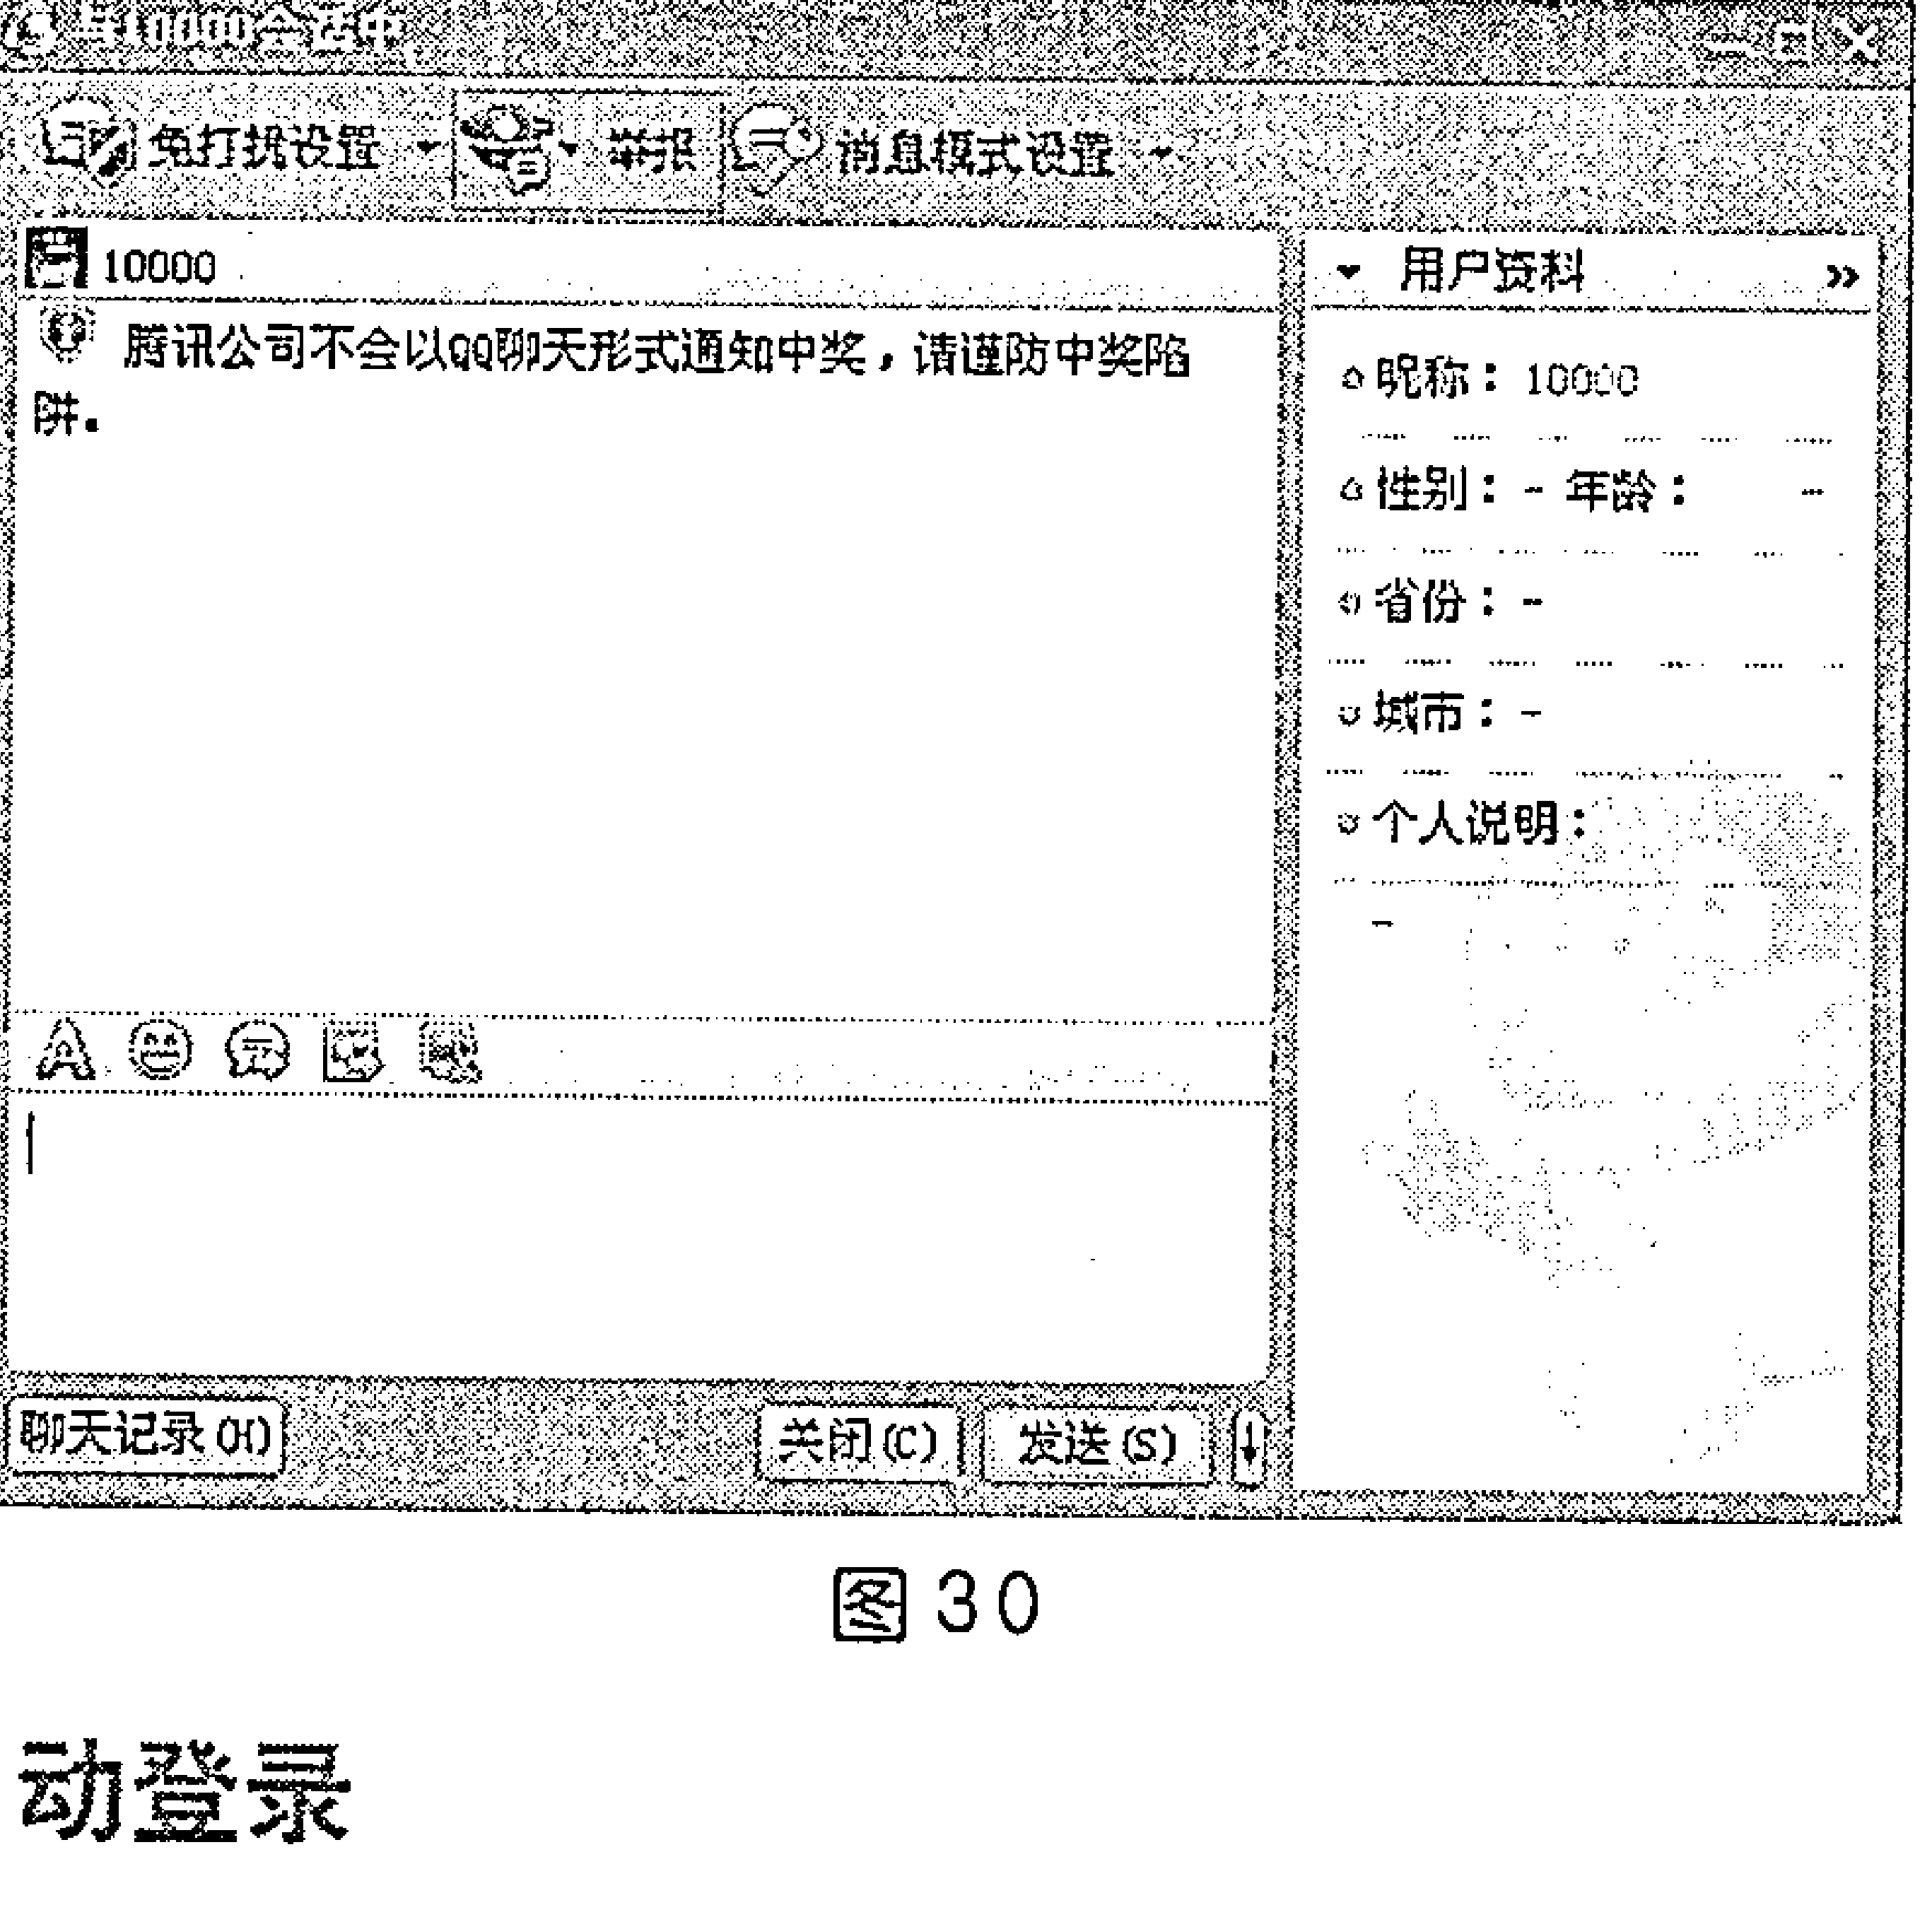 与10000会话中
免打扰设置 举报 消息模式设置
10000
腾讯公司不会以QQ聊天形式通知中奖，请谨防中奖陷
阱.
用户资料 »
昵称：10000
性别：- 年龄： -
省份：-
城市：-
个人说明：
-
A
聊天记录(H) 关闭(C) 发送(S)
图30
动登录